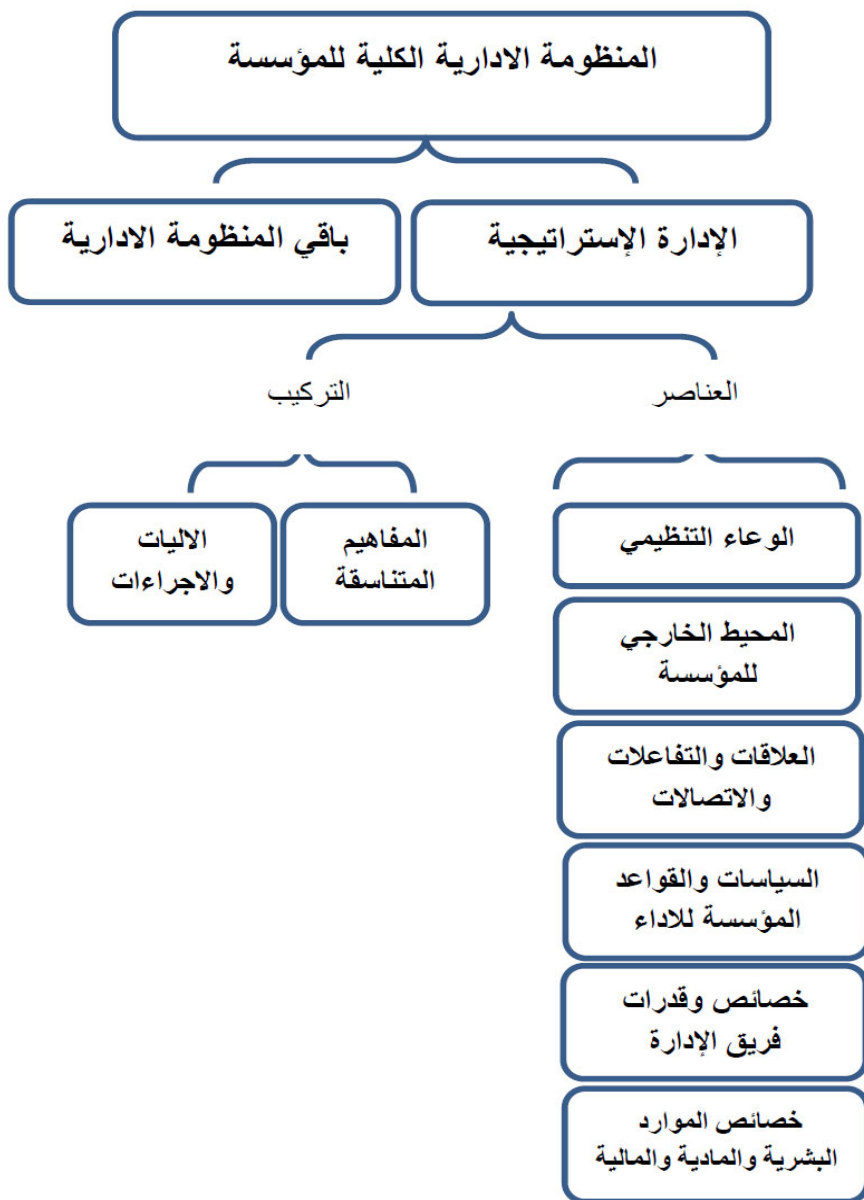 المنظومة الادارية الكلية للمؤسسة
الإدارة الإستراتيجية
باقي المنظومة الادارية
العناصر
التركيب
الوعاء التنظيمي
المفاهيم
المتناسقة
الاليات
والاجراءات
المحيط الخارجي
للمؤسسة
العلاقات والتفاعلات
والاتصالات
السياسات والقواعد
المؤسسة للاداء
خصائص وقدرات
فريق الإدارة
خصائص الموارد
البشرية والمادية والمالية